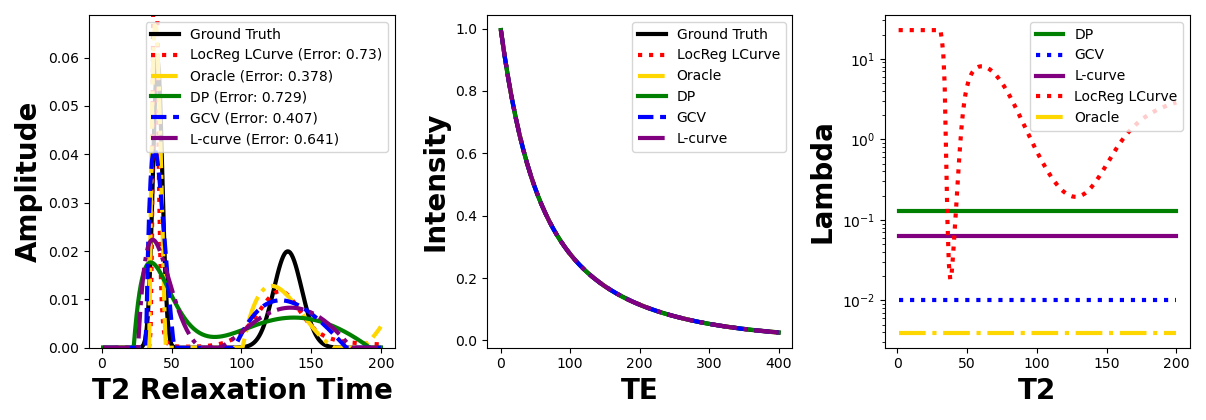 Amplitude
0.06
0.05
0.04
0.03
0.02
0.01
0.00
Ground Truth
LocReg LCurve (Error: 0.73)
Oracle (Error: 0.378)
DP (Error: 0.729)
GCV (Error: 0.407)
L-curve (Error: 0.641)
0 50 100 150 200
T2 Relaxation Time
Intensity
1.0
0.8
0.6
0.4
0.2
0.0
Ground Truth
LocReg LCurve
Oracle
DP
GCV
L-curve
0 100 200 300 400
TE
Lambda
10¹
10⁰
10⁻¹
10⁻²
DP
GCV
L-curve
LocReg LCurve
Oracle
0 50 100 150 200
T2